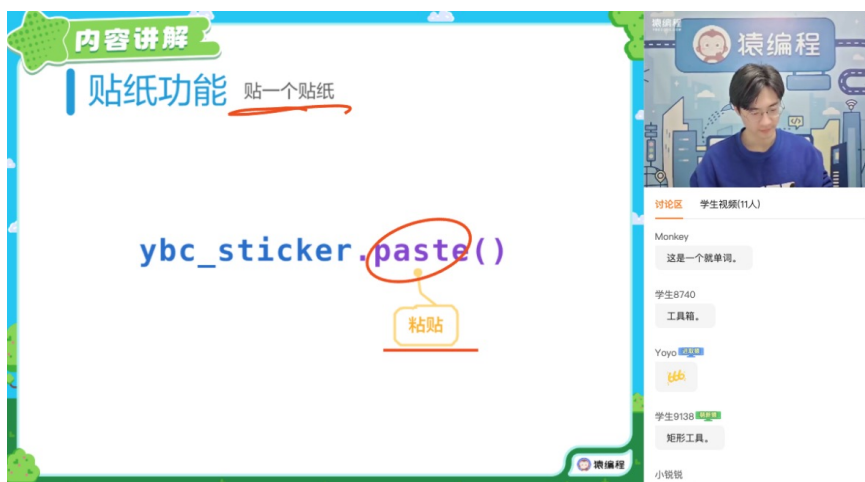 内容讲解
贴纸功能 贴一个贴纸
ybc_sticker.paste()
粘贴
猿编程
猿编程
猿编程
讨论区 学生视频(11人)
Monkey
这是一个就单词。
学生8740
工具箱。
Yoyo
666
学生9138
矩形工具。
小锐锐